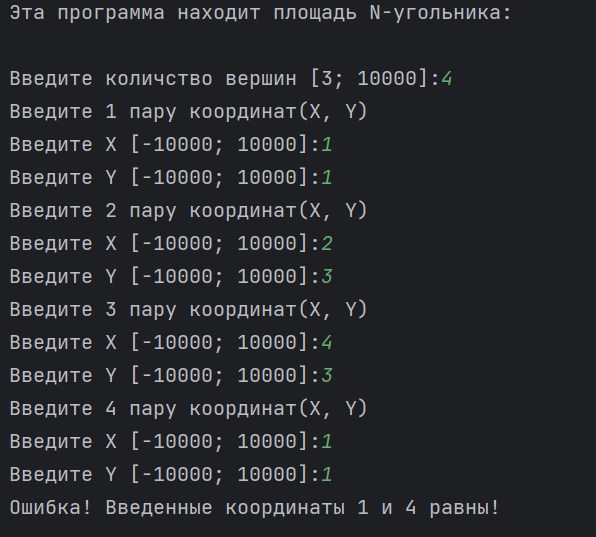 Эта программа находит площадь N-угольника:
Введите количство вершин [3; 10000]:4
Введите 1 пару координат(X, Y)
Введите X [-10000; 10000]:1
Введите Y [-10000; 10000]:1
Введите 2 пару координат(X, Y)
Введите X [-10000; 10000]:2
Введите Y [-10000; 10000]:3
Введите 3 пару координат(X, Y)
Введите X [-10000; 10000]:4
Введите Y [-10000; 10000]:3
Введите 4 пару координат(X, Y)
Введите X [-10000; 10000]:1
Введите Y [-10000; 10000]:1
Ошибка! Введенные координаты 1 и 4 равны!